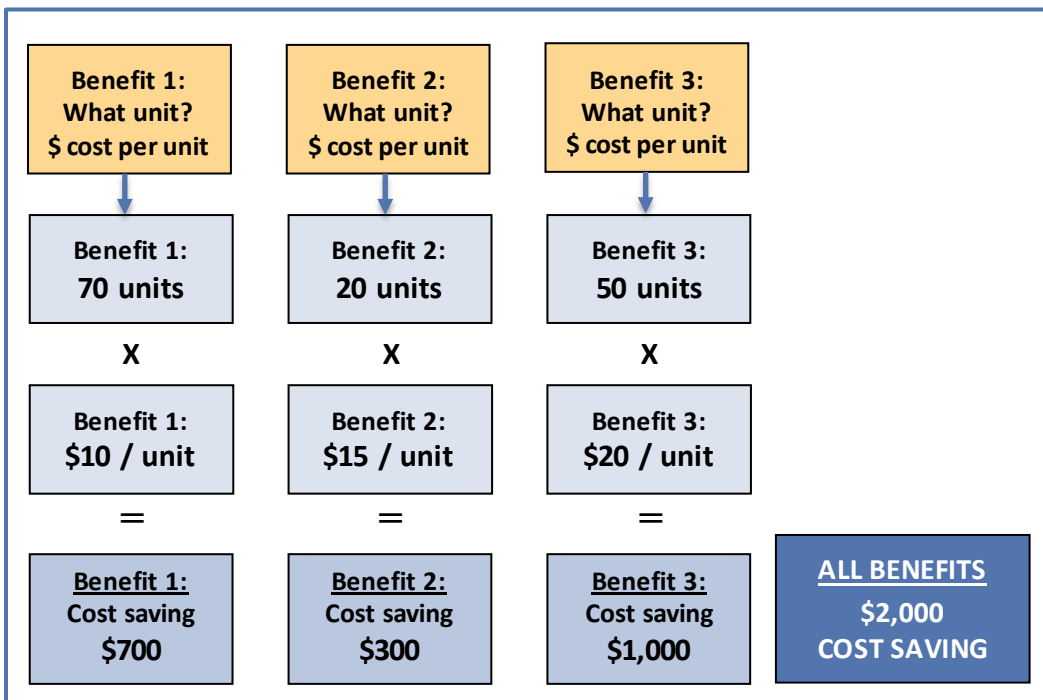 Benefit 1:
What unit?
$ cost per unit
Benefit 2:
What unit?
$ cost per unit
Benefit 3:
What unit?
$ cost per unit
Benefit 1:
70 units
Benefit 2:
20 units
Benefit 3:
50 units
X
X
X
Benefit 1:
$10 / unit
Benefit 2:
$15 / unit
Benefit 3:
$20 / unit
=
=
=
Benefit 1:
Cost saving
$700
Benefit 2:
Cost saving
$300
Benefit 3:
Cost saving
$1,000
ALL BENEFITS
$2,000
COST SAVING